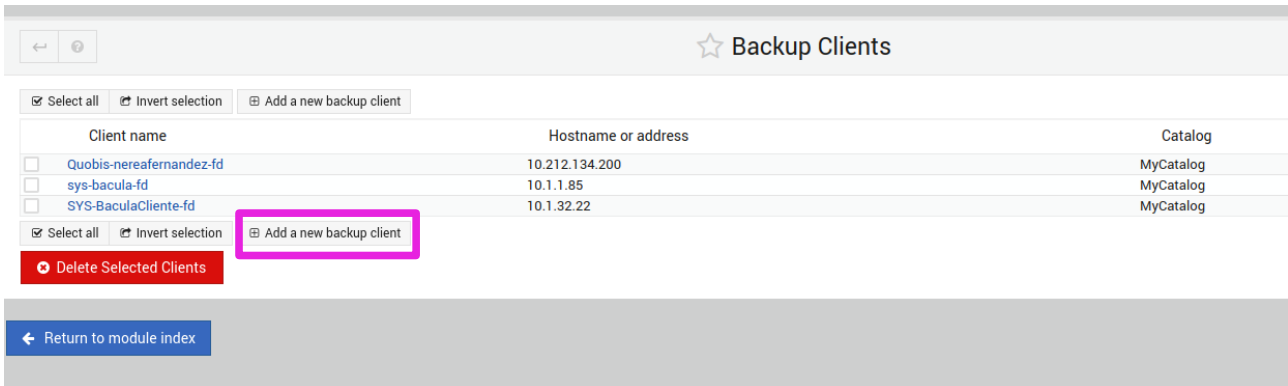 Backup Clients
Select all Invert selection Add a new backup client
Client name Hostname or address Catalog
Quobis-nereafernandez-fd 10.212.134.200 MyCatalog
sys-bacula-fd 10.1.1.85 MyCatalog
SYS-BaculaCliente-fd 10.1.32.22 MyCatalog
Select all Invert selection Add a new backup client
Delete Selected Clients
Return to module index